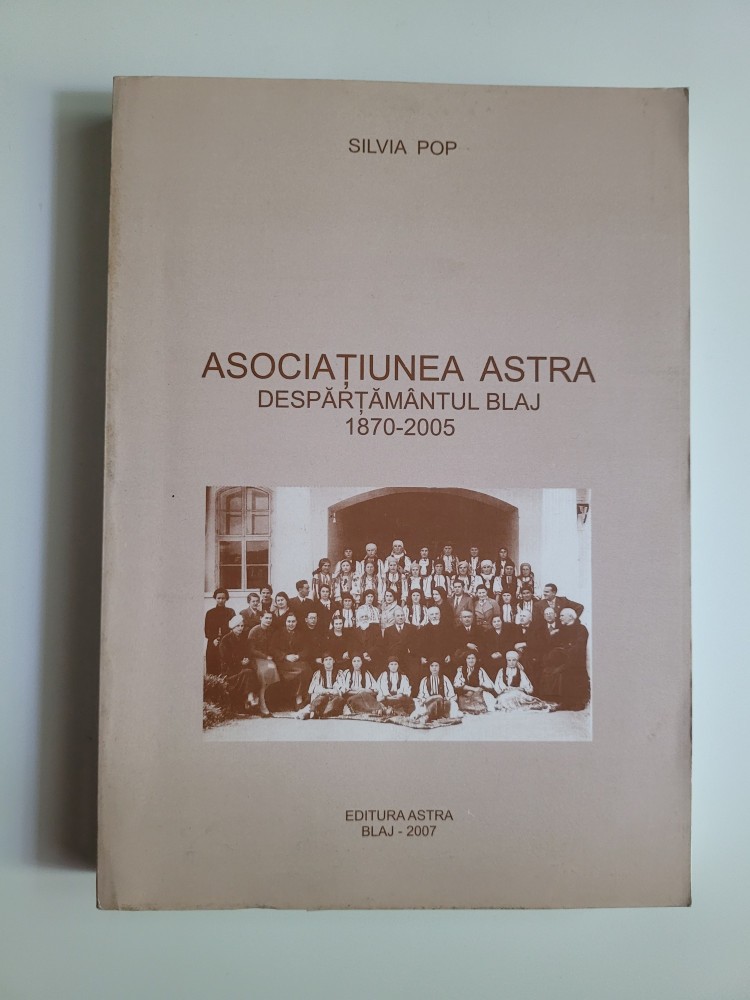 SILVIA POP
ASOCIAȚIUNEA ASTRA
DESPĂRȚĂMÂNTUL BLAJ
1870-2005
EDITURA ASTRA
BLAJ - 2007